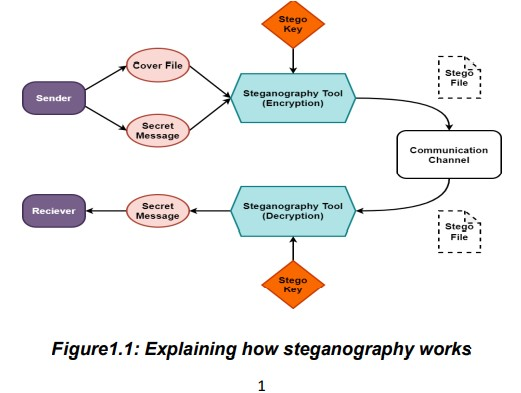 Stego
Key
Cover File
Stego
File
Sender
Steganography Tool
(Encryption)
Secret
Message
Communication
Channel
Reciever
Secret
Message
Steganography Tool
(Decryption)
Stego
File
Stego
Key
Figure1.1: Explaining how steganography works
1